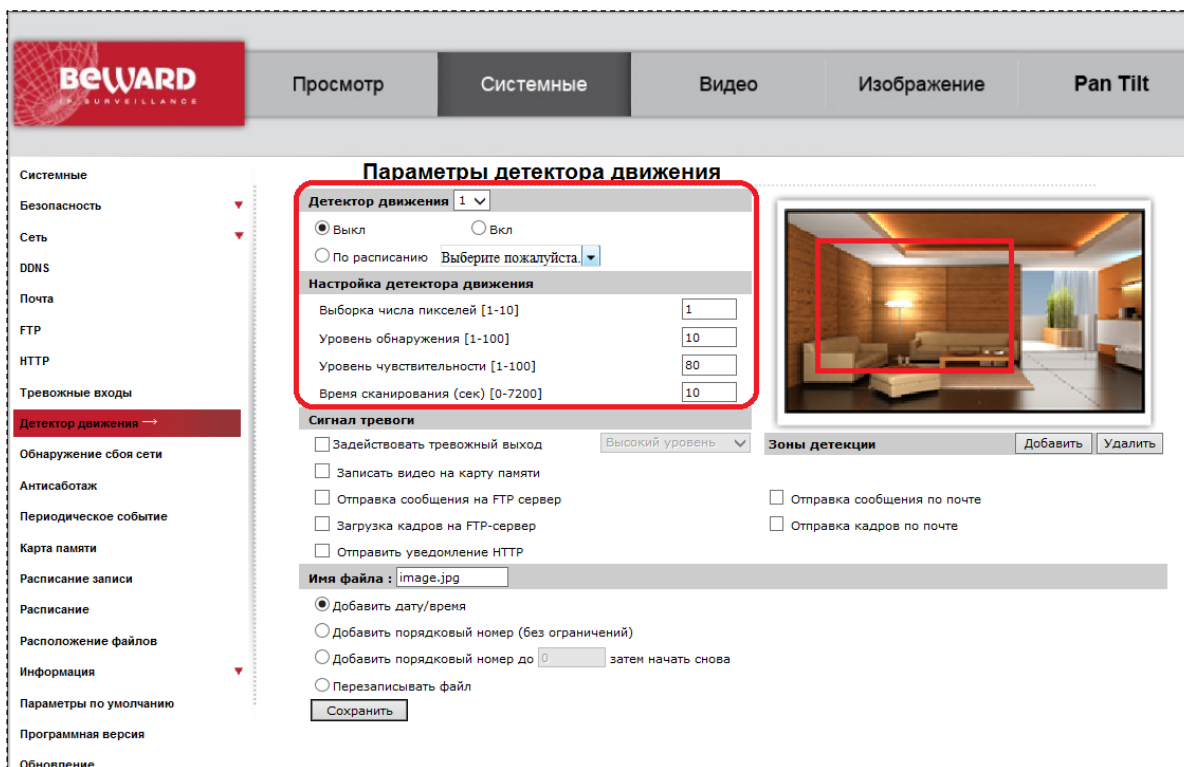 BEWARD
IP SURVEILLANCE
Просмотр
Системные
Видео
Изображение
Pan Tilt
Системные
Безопасность
Сеть
DDNS
Почта
FTP
HTTP
Тревожные входы
Детектор движения →
Обнаружение сбоя сети
Антисаботаж
Периодическое событие
Карта памяти
Расписание записи
Расписание
Расположение файлов
Информация
Параметры по умолчанию
Программная версия
Обновление
Параметры детектора движения
Детектор движения 1
Выкл Вкл
По расписанию Выберите пожалуйста.
Настройка детектора движения
Выборка числа пикселей [1-10] 1
Уровень обнаружения [1-100] 10
Уровень чувствительности [1-100] 80
Время сканирования (сек) [0-7200] 10
Сигнал тревоги
Задействовать тревожный выход Высокий уровень
Зоны детекции Добавить Удалить
Записать видео на карту памяти
Отправка сообщения на FTP сервер Отправка сообщения по почте
Загрузка кадров на FTP-сервер Отправка кадров по почте
Отправить уведомление HTTP
Имя файла : image.jpg
Добавить дату/время
Добавить порядковый номер (без ограничений)
Добавить порядковый номер до 0 затем начать снова
Перезаписывать файл
Сохранить